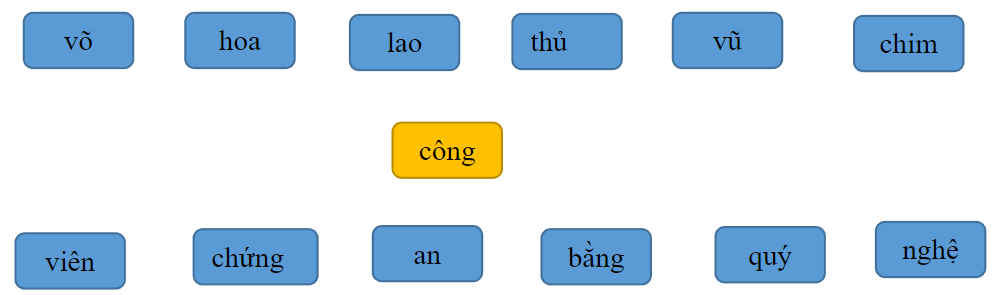 võ hoa lao thủ vũ chim
công
viên chứng an bằng quý nghệ